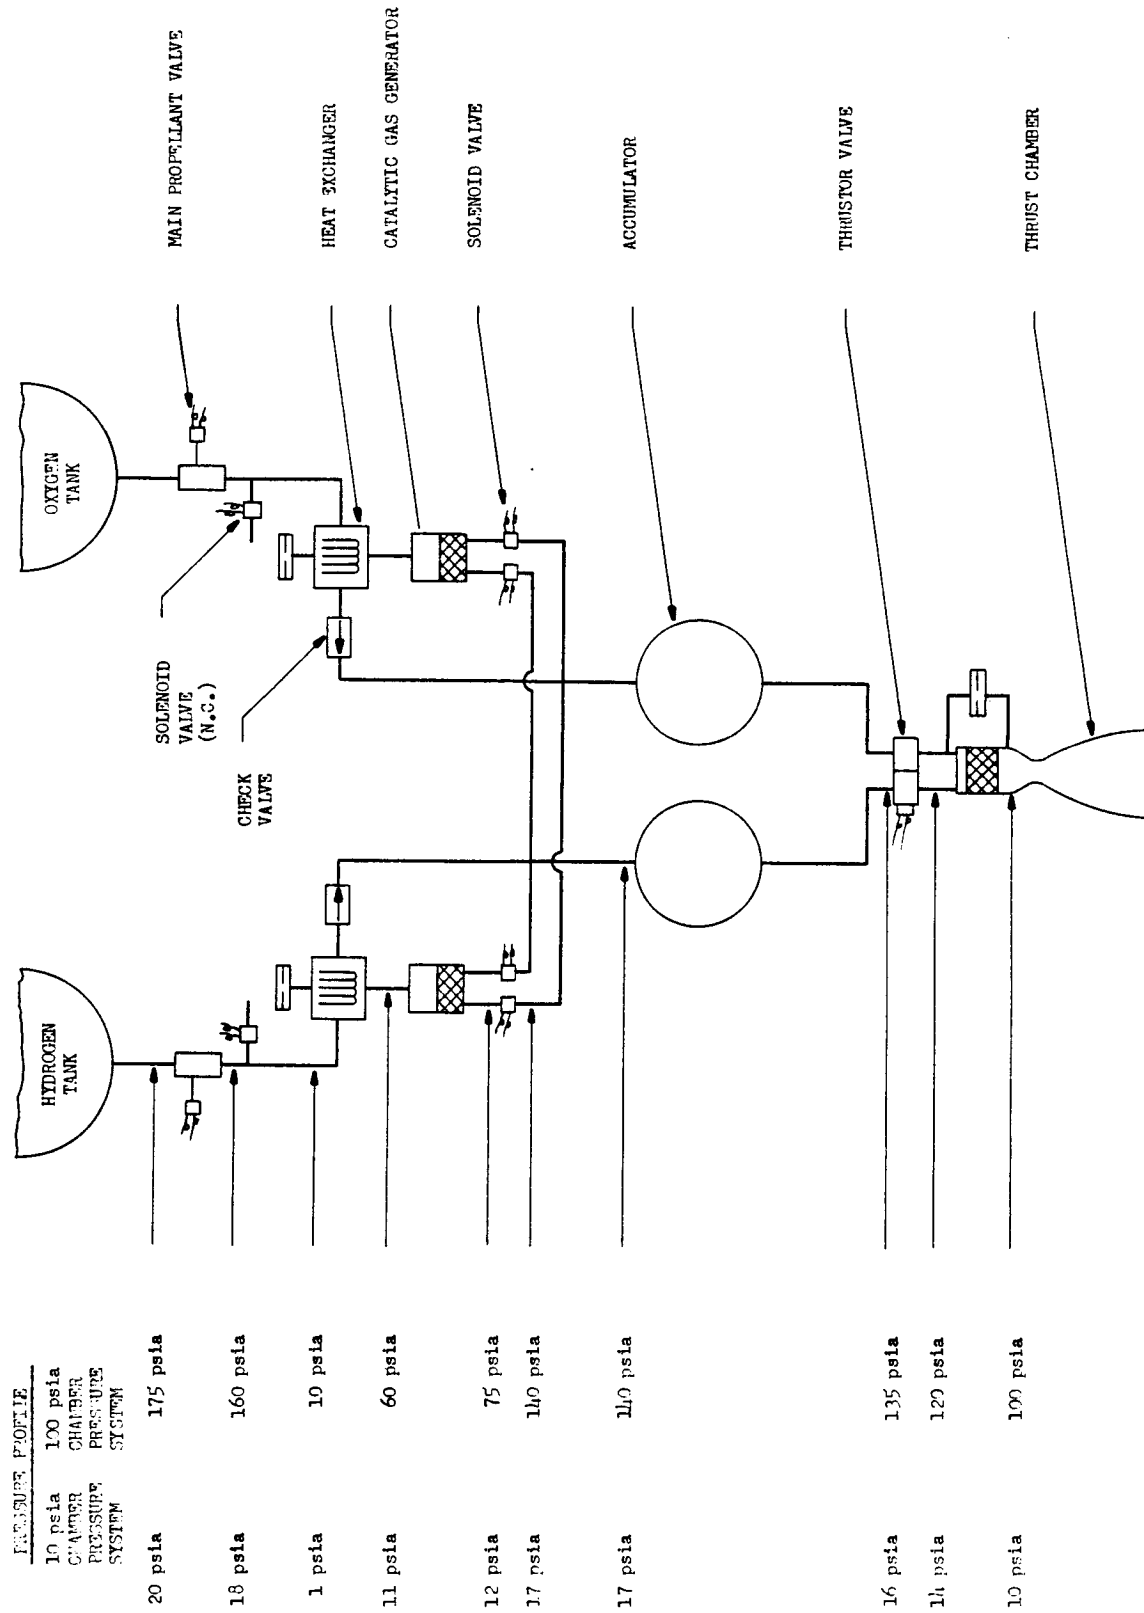 PRESSURE PROFILE
10 psia
CHAMBER
PRESSURE
SYSTEM
100 psia
CHAMBER
PRESSURE
SYSTEM
20 psia
175 psia
18 psia
160 psia
1 psia
10 psia
11 psia
60 psia
12 psia
75 psia
17 psia
140 psia
17 psia
140 psia
16 psia
135 psia
14 psia
120 psia
10 psia
100 psia
HYDROGEN
TANK
OXYGEN
TANK
SOLENOID
VALVE
(N.C.)
CHECK
VALVE
MAIN PROPELLANT VALVE
HEAT EXCHANGER
CATALYTIC GAS GENERATOR
SOLENOID VALVE
ACCUMULATOR
THRUSTOR VALVE
THRUST CHAMBER